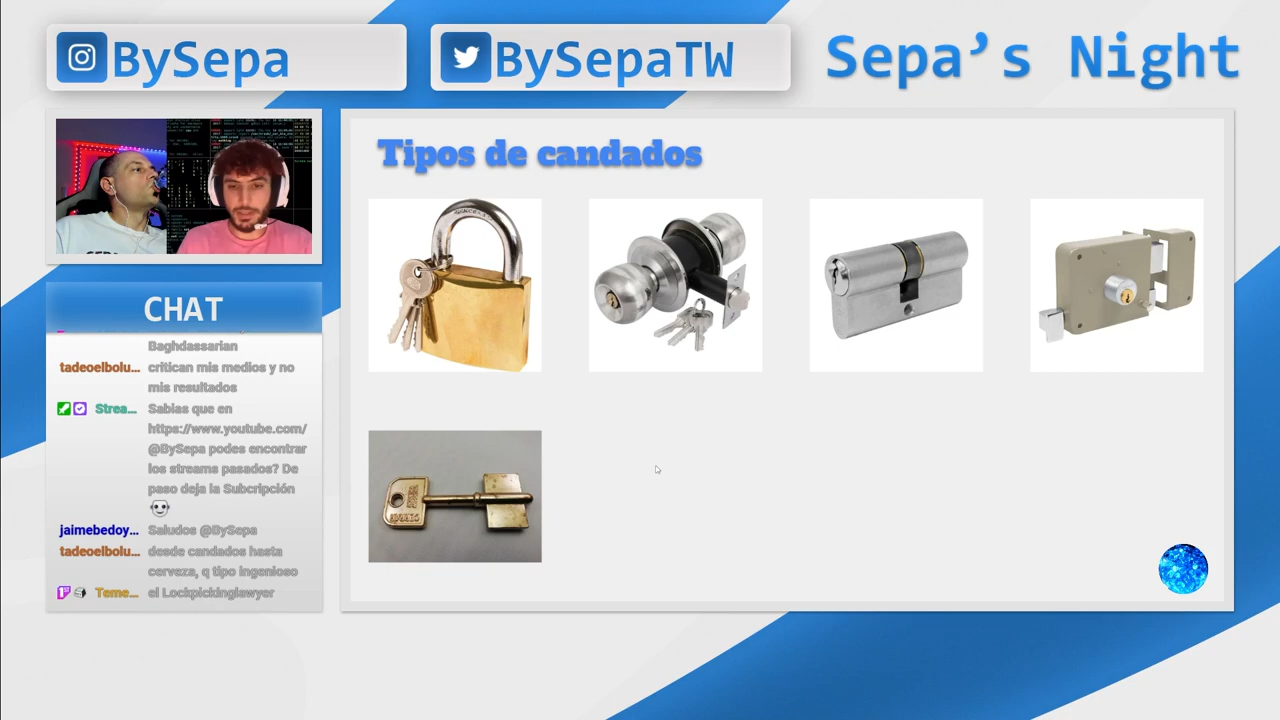 BySepa
BySepaTW
Sepa’s Night
Tipos de candados
CHAT
Baghdassarian
tadeoelbolu... critican mis medios y no
mis resultados
Strea... Sabias que en
https://www.youtube.com/
@BySepa podes encontrar
los streams pasados? De
paso deja la Subcripción
jaimebedoy... Saludos @BySepa
tadeoelbolu... desde candados hasta
cerveza, q tipo ingenioso
Teme... el Lockpickinglawyer